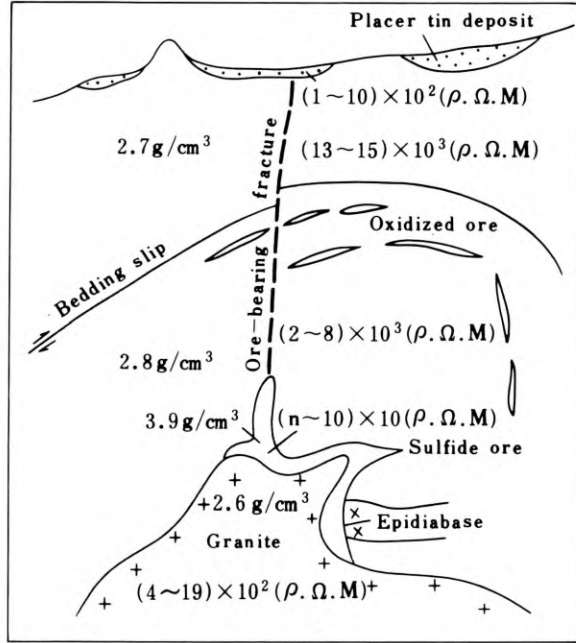 Placer tin deposit
(1~10)×10²(ρ.Ω.M)
2.7g/cm³
(13~15)×10³(ρ.Ω.M)
Ore-bearing fracture
Oxidized ore
Bedding slip
(2~8)×10³(ρ.Ω.M)
2.8g/cm³
3.9g/cm³
(n~10)×10(ρ.Ω.M)
Sulfide ore
2.6g/cm³
Epidiabase
Granite
(4~19)×10²(ρ.Ω.M)